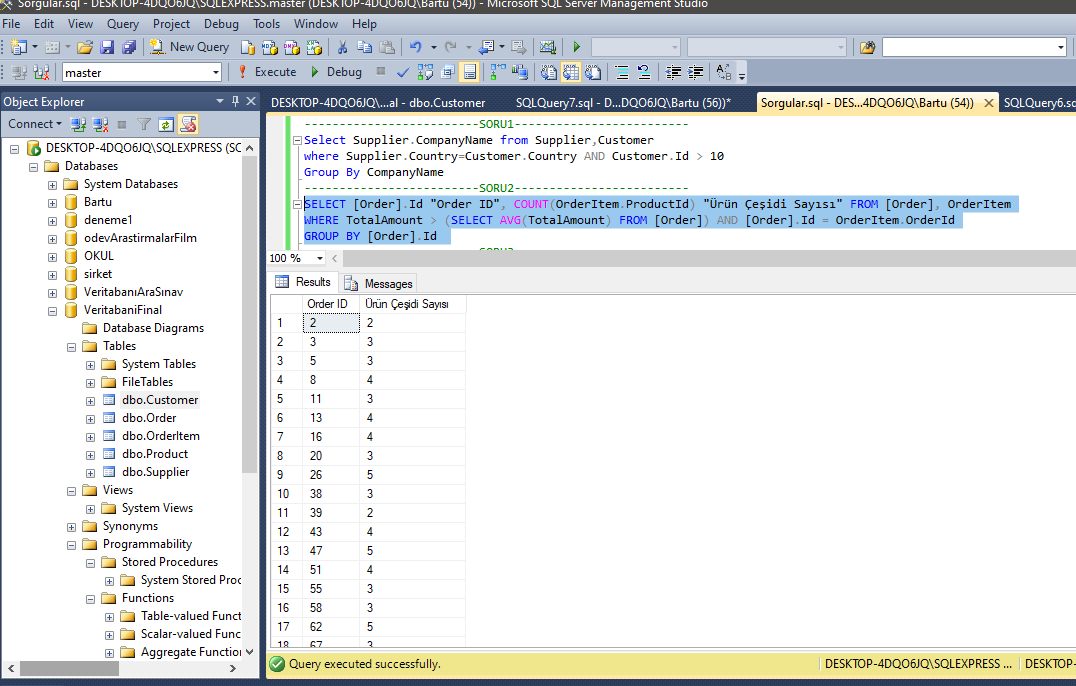 Sorgular.sql - DESKTOP-4DQO6JQ\SQLEXPRESS.master (DESKTOP-4DQO6JQ\Bartu (54)) - Microsoft SQL Server Management Studio
File Edit View Query Project Debug Tools Window Help
New Query
master Execute Debug
Object Explorer
Connect
DESKTOP-4DQO6JQ\SQLEXPRESS (SC
Databases
System Databases
Bartu
deneme1
odevArastirmalarFilm
OKUL
sirket
VeritabanıAraSınav
VeritabaniFinal
Database Diagrams
Tables
System Tables
FileTables
dbo.Customer
dbo.Order
dbo.OrderItem
dbo.Product
dbo.Supplier
Views
System Views
Synonyms
Programmability
Stored Procedures
System Stored Proc
Functions
Table-valued Funct
Scalar-valued Func
Aggregate Function
DESKTOP-4DQO6JQ\...al - dbo.Customer SQLQuery7.sql - D...DQO6JQ\Bartu (56))* Sorgular.sql - DES...4DQO6JQ\Bartu (54)) SQLQuery6.sq
--------------------------SORU1--------------------------
Select Supplier.CompanyName from Supplier,Customer
where Supplier.Country=Customer.Country AND Customer.Id > 10
Group By CompanyName
--------------------------SORU2--------------------------
SELECT [Order].Id "Order ID", COUNT(OrderItem.ProductId) "Ürün Çeşidi Sayısı" FROM [Order], OrderItem
WHERE TotalAmount > (SELECT AVG(TotalAmount) FROM [Order]) AND [Order].Id = OrderItem.OrderId
GROUP BY [Order].Id
100 %
Results Messages
Order ID Ürün Çeşidi Sayısı
1 2 2
2 3 3
3 5 3
4 8 4
5 11 3
6 13 4
7 16 4
8 20 3
9 26 5
10 38 3
11 39 2
12 43 4
13 47 5
14 51 4
15 55 3
16 58 3
17 62 5
18 67 3
Query executed successfully. DESKTOP-4DQO6JQ\SQLEXPRESS ... DESKTOP-